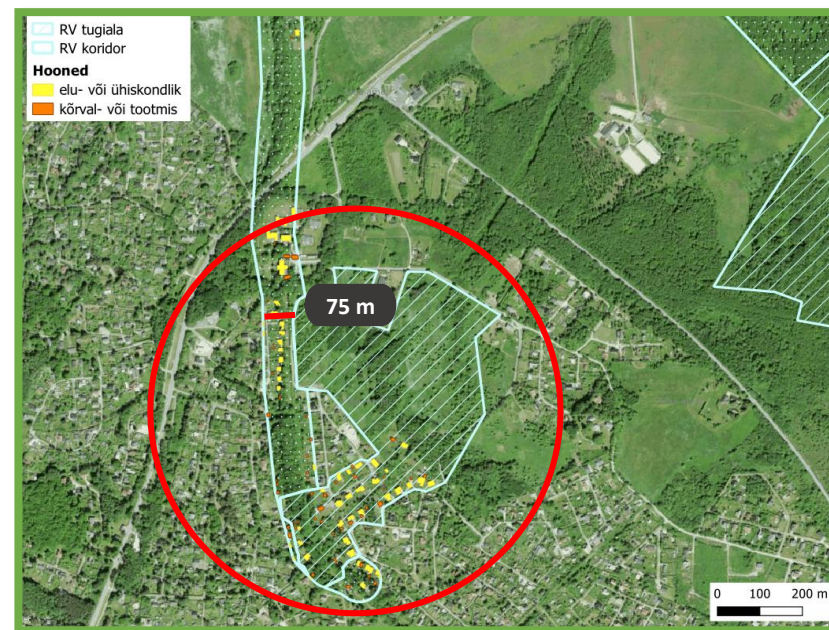 RV tugiala
RV koridor
Hooned
elu- või ühiskondlik
kõrval- või tootmis
75 m
0 100 200 m